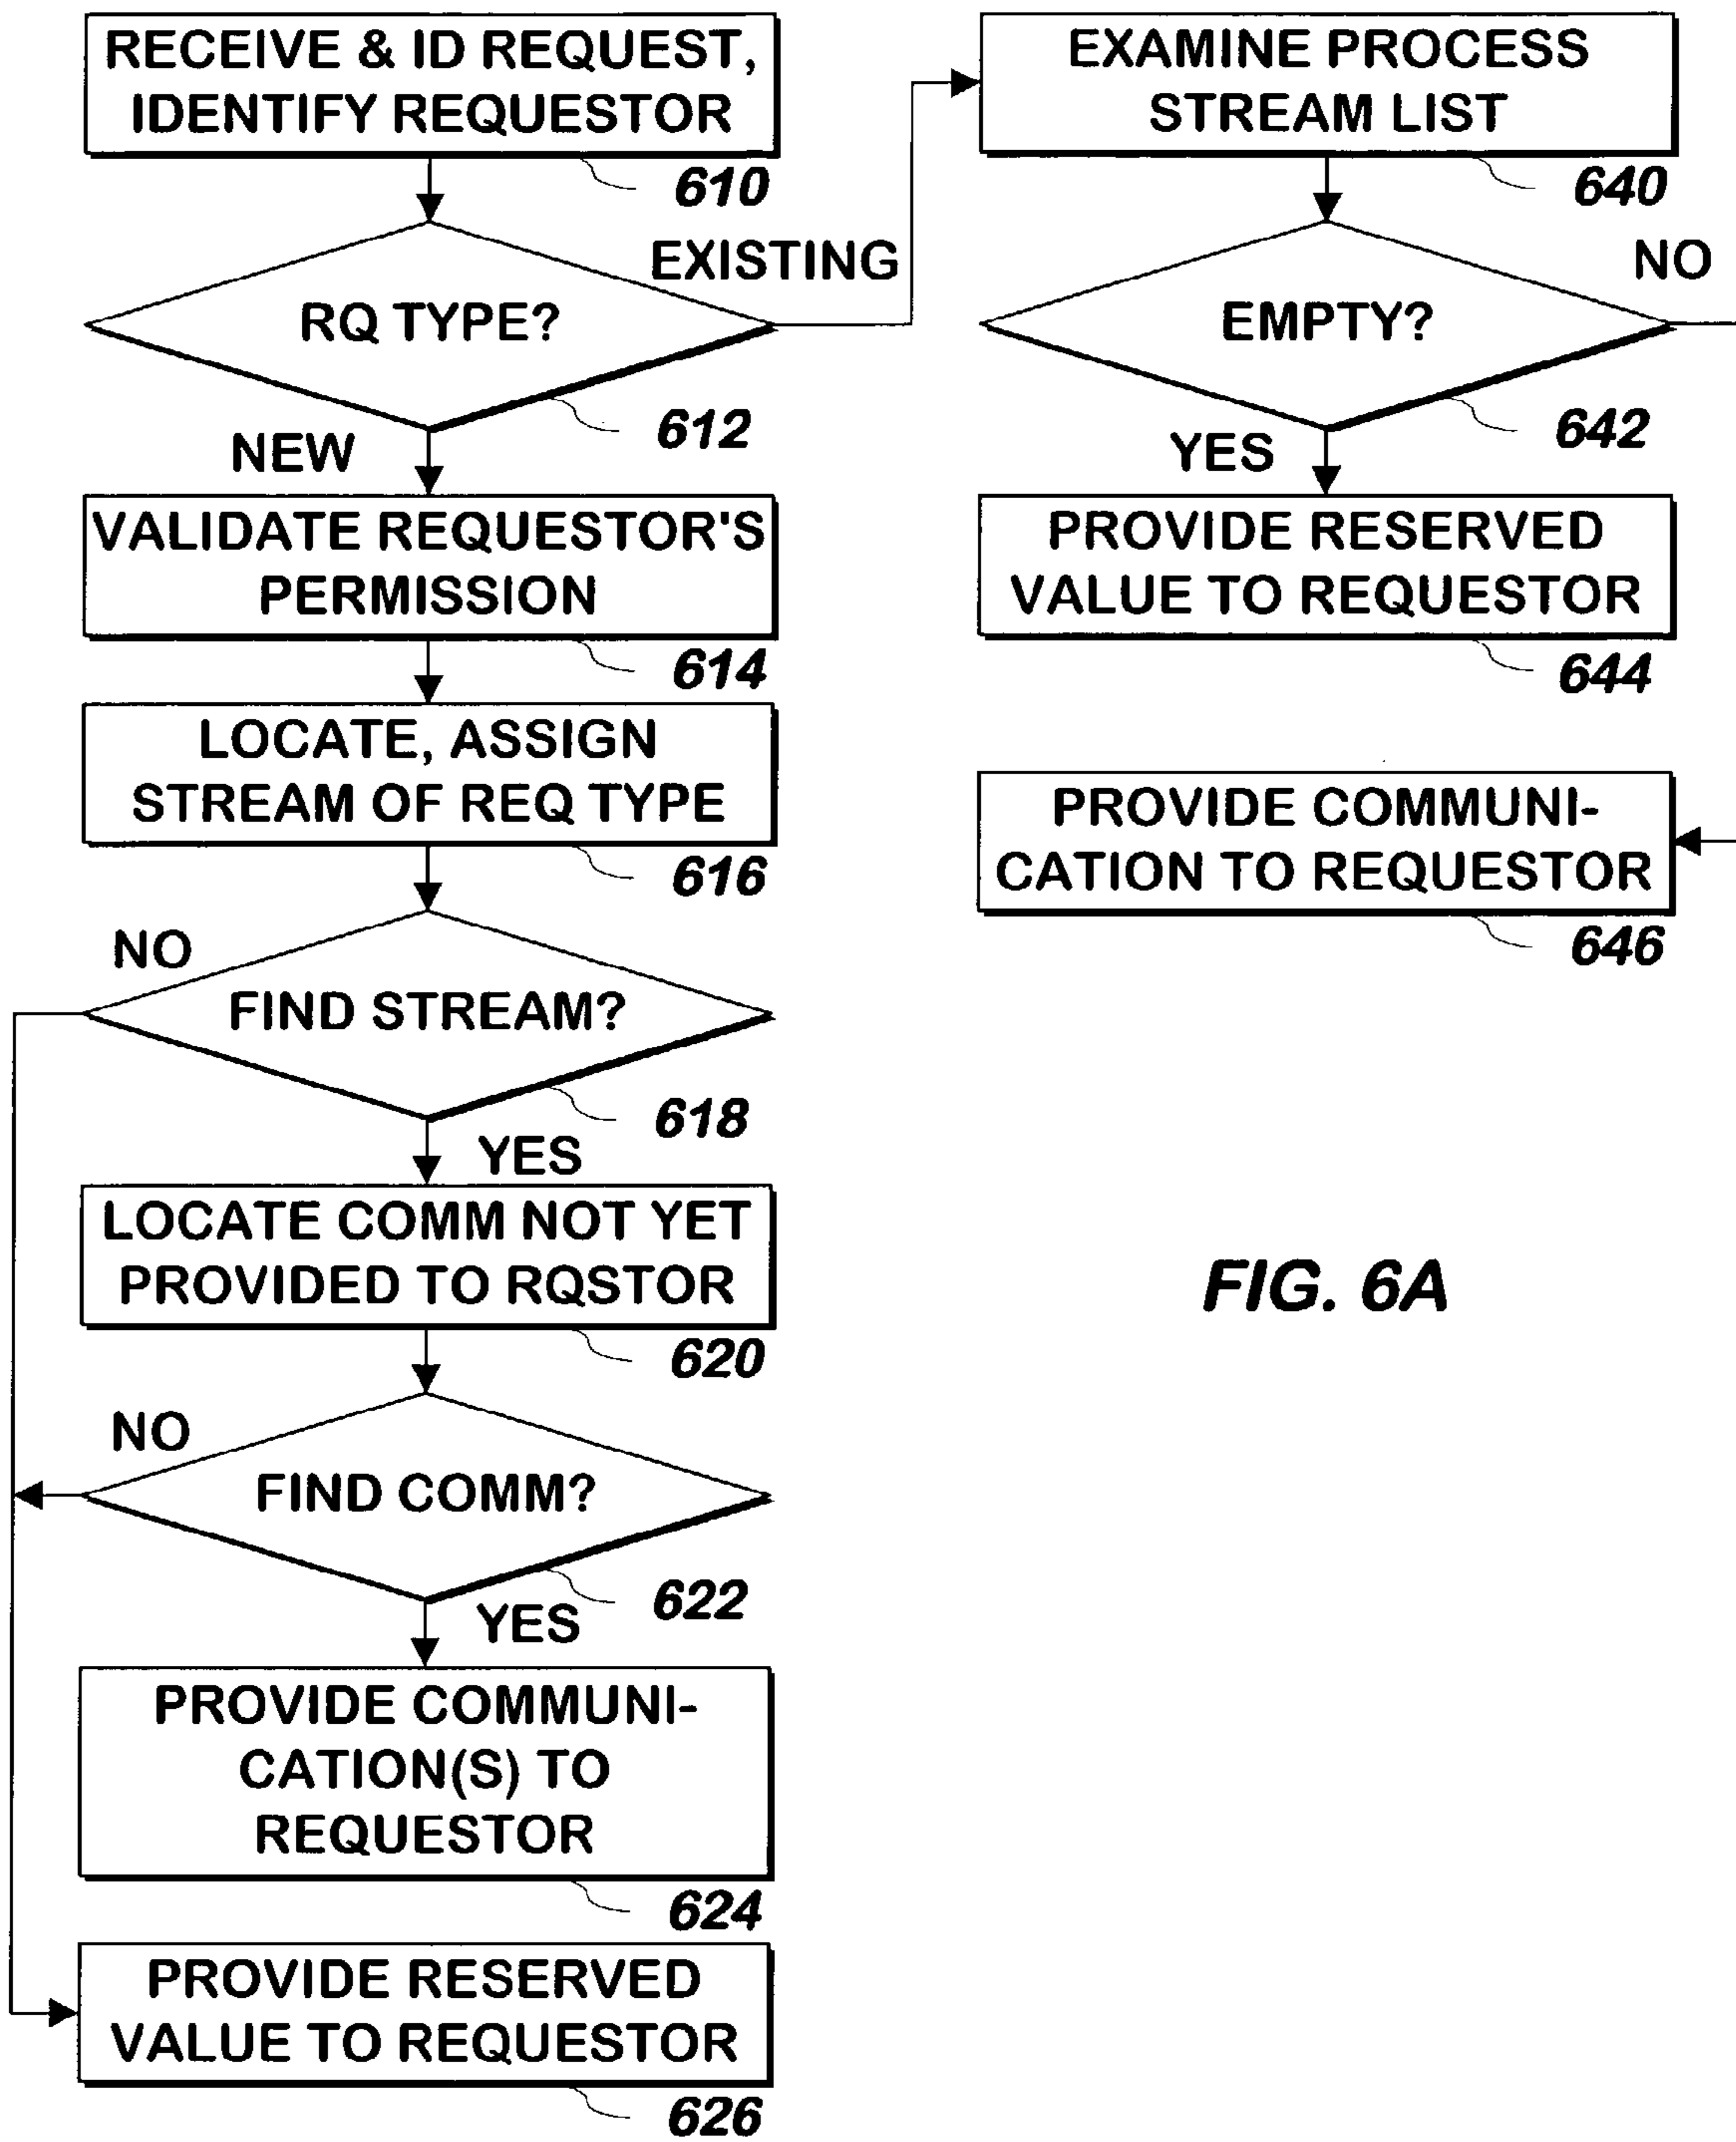 RECEIVE & ID REQUEST,
IDENTIFY REQUESTOR
610
RQ TYPE?
EXISTING
612
NEW
VALIDATE REQUESTOR'S
PERMISSION
614
LOCATE, ASSIGN
STREAM OF REQ TYPE
616
NO
FIND STREAM?
618
YES
LOCATE COMM NOT YET
PROVIDED TO RQSTOR
620
NO
FIND COMM?
622
YES
PROVIDE COMMUNI-
CATION(S) TO
REQUESTOR
624
PROVIDE RESERVED
VALUE TO REQUESTOR
626
EXAMINE PROCESS
STREAM LIST
640
NO
EMPTY?
642
YES
PROVIDE RESERVED
VALUE TO REQUESTOR
644
PROVIDE COMMUNI-
CATION TO REQUESTOR
646
FIG. 6A